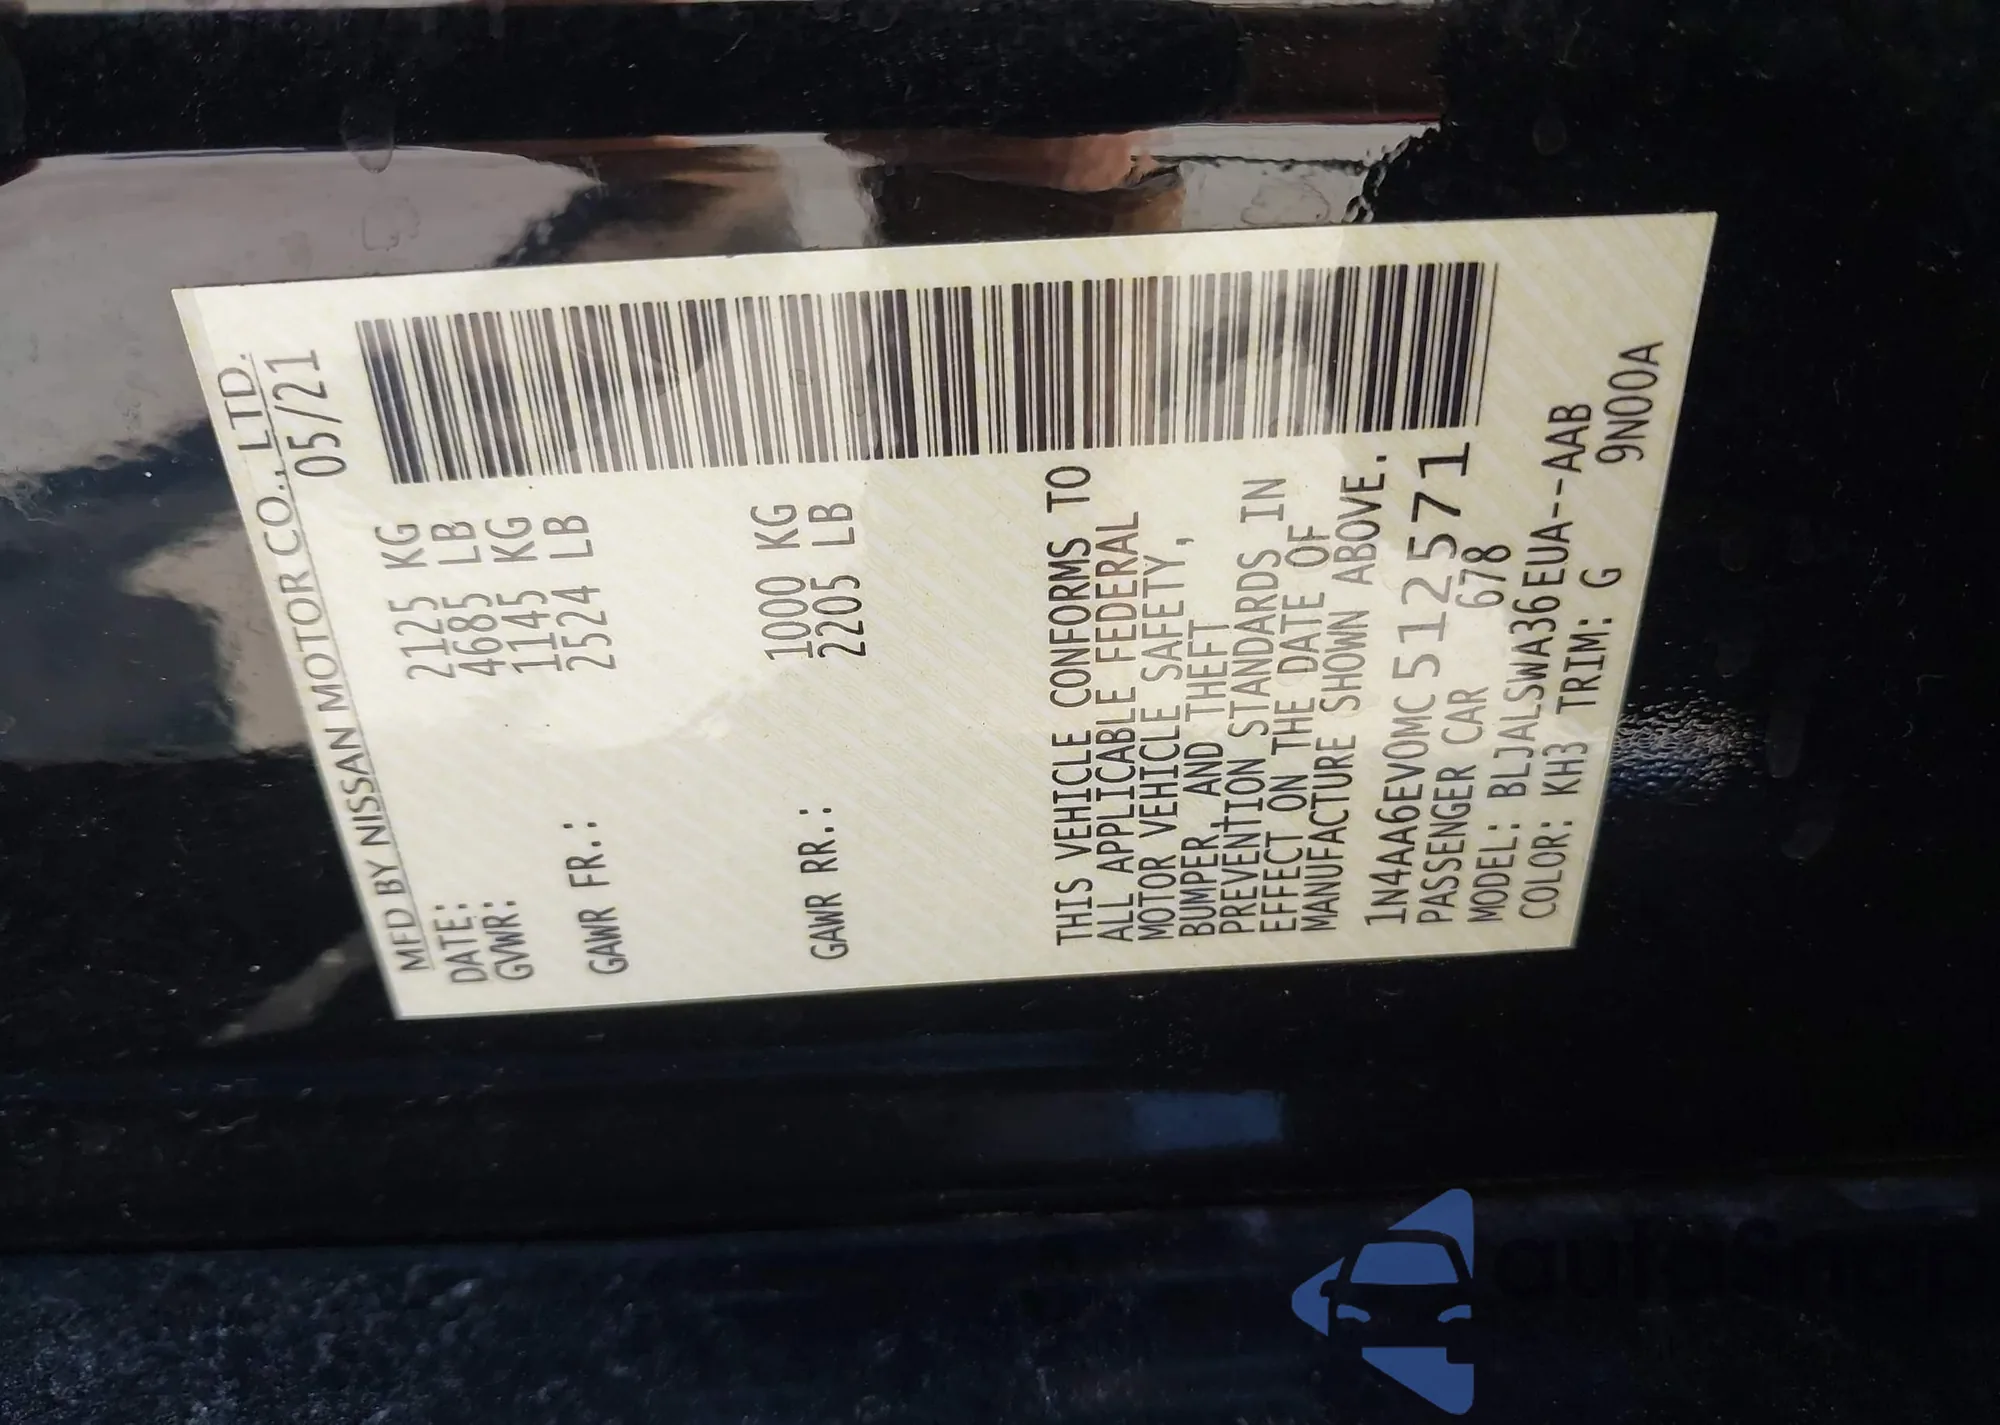 MFD BY NISSAN MOTOR CO., LTD.
DATE: 05/21
GVWR: 2125 KG
4685 LB
GAWR FR.: 1145 KG
2524 LB
GAWR RR.: 1000 KG
2205 LB
THIS VEHICLE CONFORMS TO
ALL APPLICABLE FEDERAL
MOTOR VEHICLE SAFETY,
BUMPER, AND THEFT
PREVENTION STANDARDS IN
EFFECT ON THE DATE OF
MANUFACTURE SHOWN ABOVE.
1N4AA6EV0MC512571
PASSENGER CAR 678
MODEL: BLJALSWA36EUA--AAB
COLOR: KH3 TRIM: G 9N00A